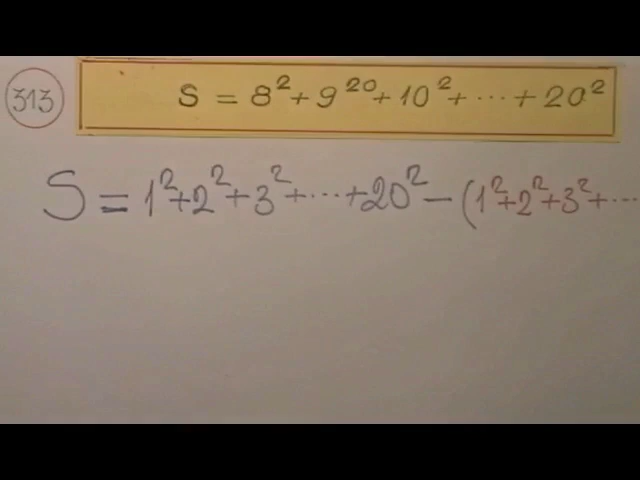 313
S = 8² + 9²⁰ + 10² + ... + 20²
S = 1² + 2² + 3² + ... + 20² - (1² + 2² + 3² + ...